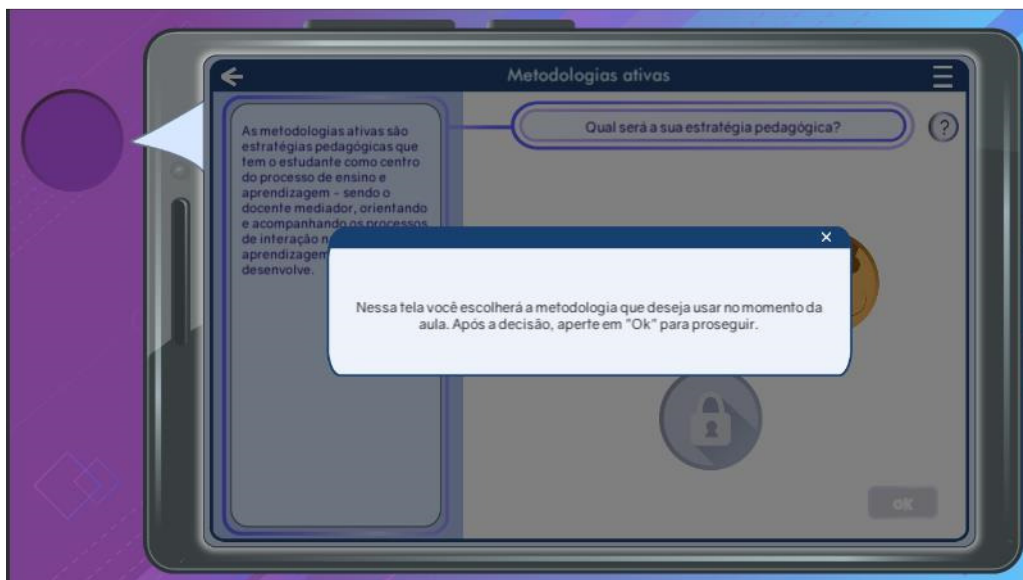 Metodologias ativas
As metodologias ativas são
estratégias pedagógicas que
tem o estudante como centro
do processo de ensino e
aprendizagem – sendo o
docente mediador, orientando
e acompanhando os processos
de interação
aprendizagem
desenvolve.
Qual será a sua estratégia pedagógica?
?
×
Nessa tela você escolherá a metodologia que deseja usar no momento da
aula. Após a decisão, aperte em "Ok" para proseguir.
OK